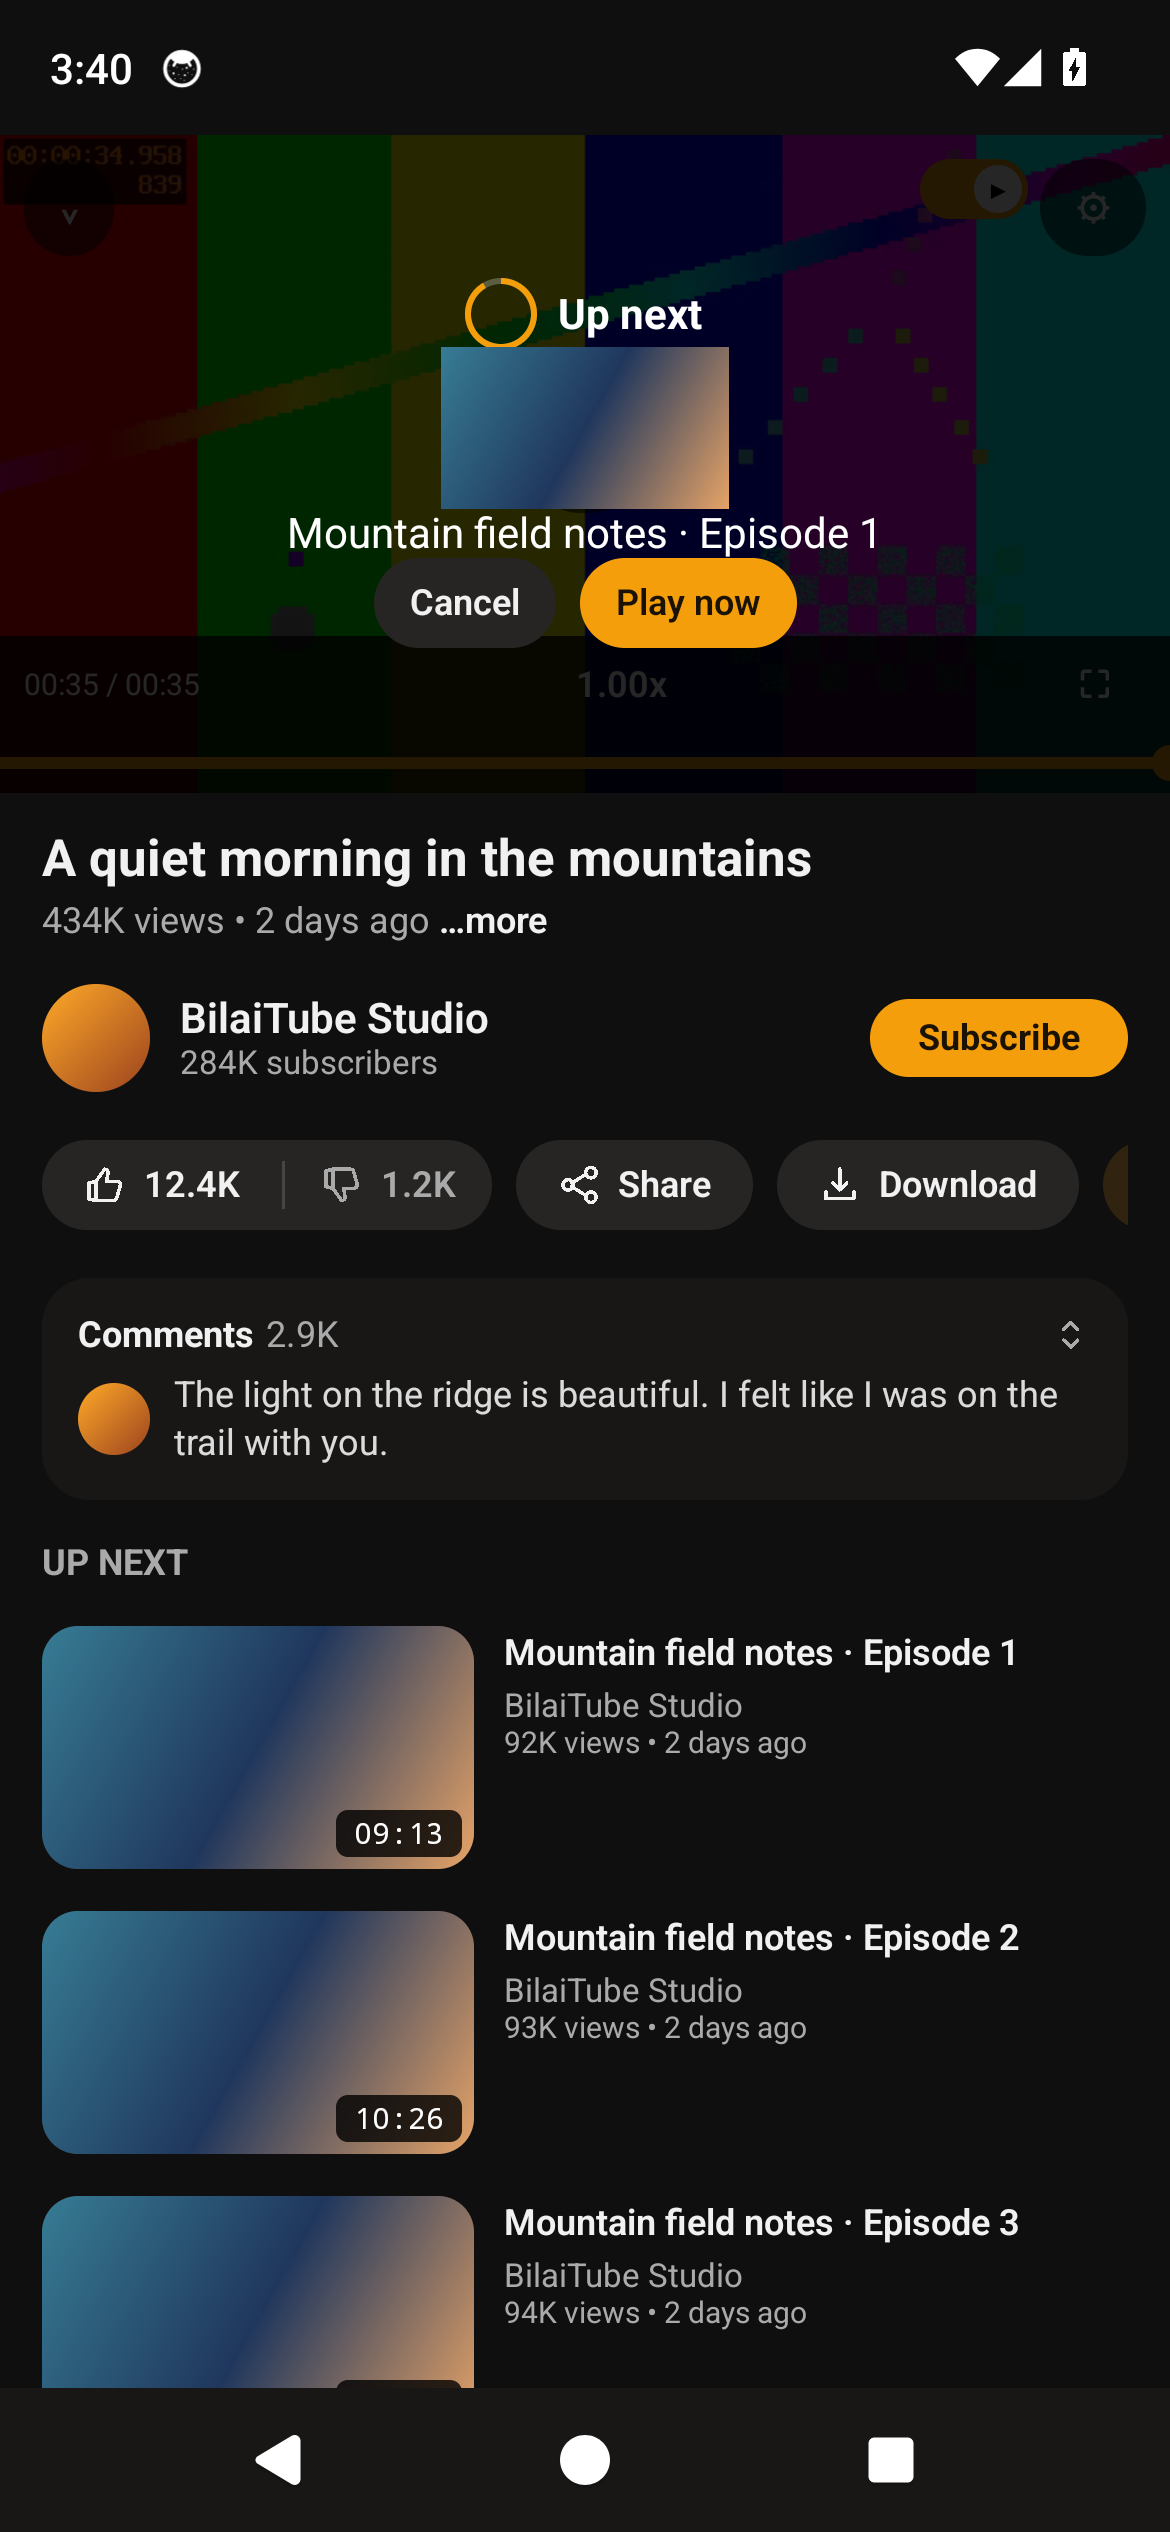 3:40
00:00:34.958
839
Up next
Mountain field notes · Episode 1
Cancel
Play now
00:35 / 00:35
1.00x
A quiet morning in the mountains
434K views • 2 days ago ...more
BilaiTube Studio
284K subscribers
Subscribe
12.4K
1.2K
Share
Download
Comments 2.9K
The light on the ridge is beautiful. I felt like I was on the
trail with you.
UP NEXT
Mountain field notes · Episode 1
BilaiTube Studio
92K views • 2 days ago
09:13
Mountain field notes · Episode 2
BilaiTube Studio
93K views • 2 days ago
10:26
Mountain field notes · Episode 3
BilaiTube Studio
94K views • 2 days ago